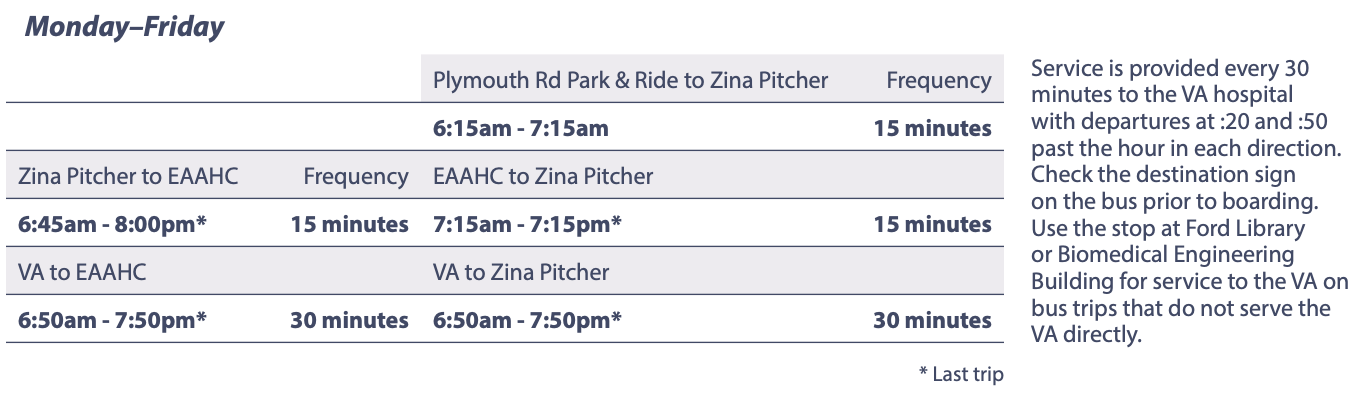 Monday–Friday
Plymouth Rd Park & Ride to Zina Pitcher Frequency
6:15am - 7:15am 15 minutes
Zina Pitcher to EAAHC Frequency EAAHC to Zina Pitcher
6:45am - 8:00pm* 15 minutes 7:15am - 7:15pm* 15 minutes
VA to EAAHC VA to Zina Pitcher
6:50am - 7:50pm* 30 minutes 6:50am - 7:50pm* 30 minutes
* Last trip
Service is provided every 30
minutes to the VA hospital
with departures at :20 and :50
past the hour in each direction.
Check the destination sign
on the bus prior to boarding.
Use the stop at Ford Library
or Biomedical Engineering
Building for service to the VA on
bus trips that do not serve the
VA directly.